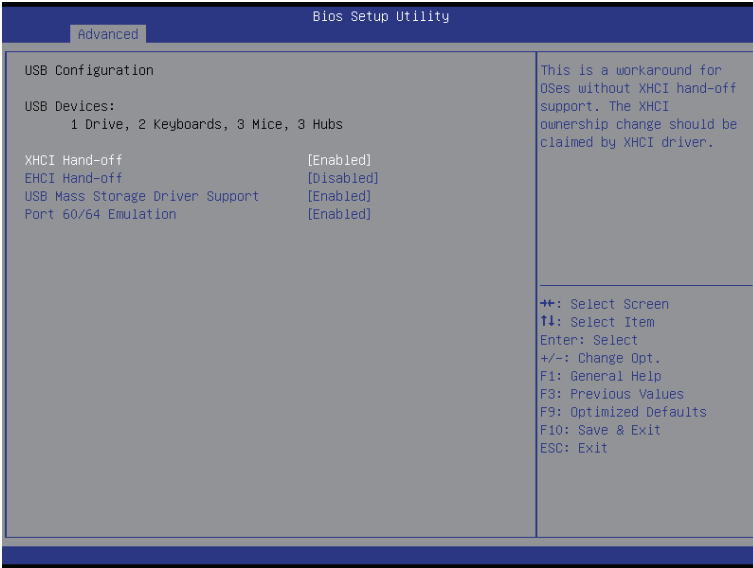 Bios Setup Utility
Advanced
USB Configuration
USB Devices:
1 Drive, 2 Keyboards, 3 Mice, 3 Hubs
XHCI Hand-off [Enabled]
EHCI Hand-off [Disabled]
USB Mass Storage Driver Support [Enabled]
Port 60/64 Emulation [Enabled]
This is a workaround for
OSes without XHCI hand-off
support. The XHCI
ownership change should be
claimed by XHCI driver.
→←: Select Screen
↑↓: Select Item
Enter: Select
+/-: Change Opt.
F1: General Help
F3: Previous Values
F9: Optimized Defaults
F10: Save & Exit
ESC: Exit